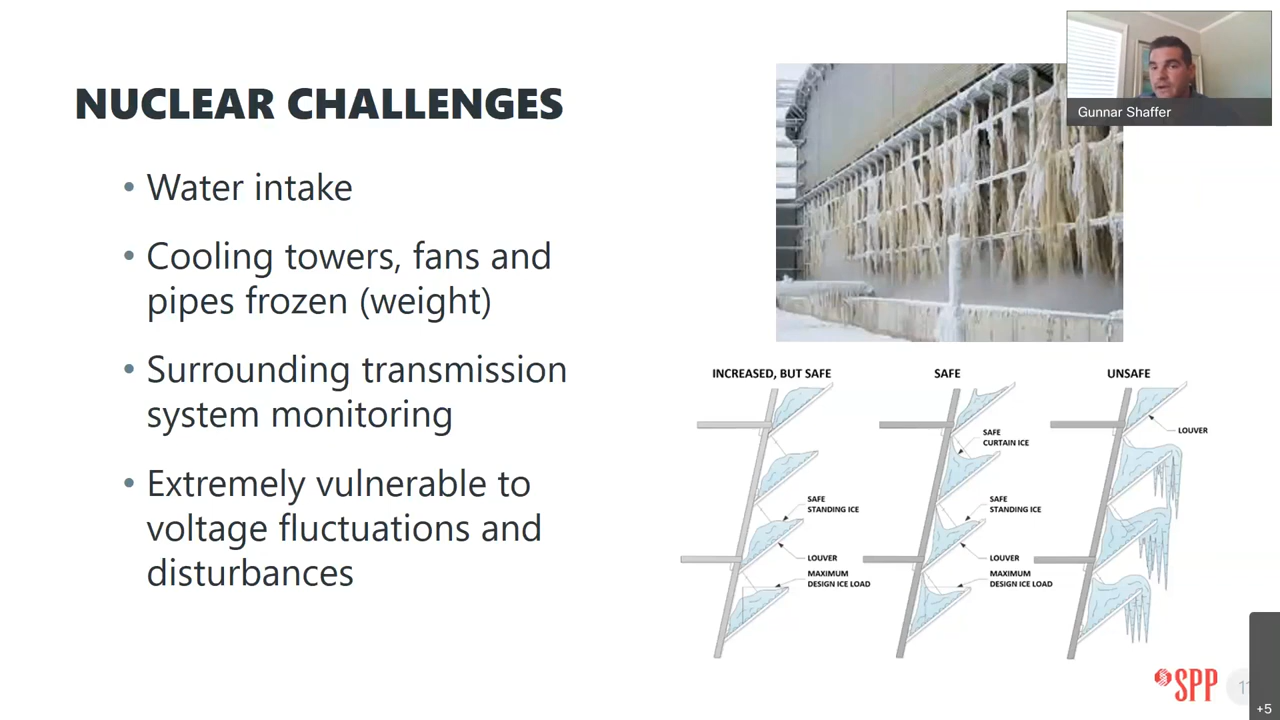 NUCLEAR CHALLENGES
• Water intake
• Cooling towers, fans and
pipes frozen (weight)
• Surrounding transmission
system monitoring
• Extremely vulnerable to
voltage fluctuations and
disturbances
Gunnar Shaffer
INCREASED, BUT SAFE
SAFE
STANDING ICE
LOUVER
MAXIMUM
DESIGN ICE LOAD
SAFE
SAFE
CURTAIN ICE
SAFE
STANDING ICE
LOUVER
MAXIMUM
DESIGN ICE LOAD
UNSAFE
LOUVER
SPP
+5